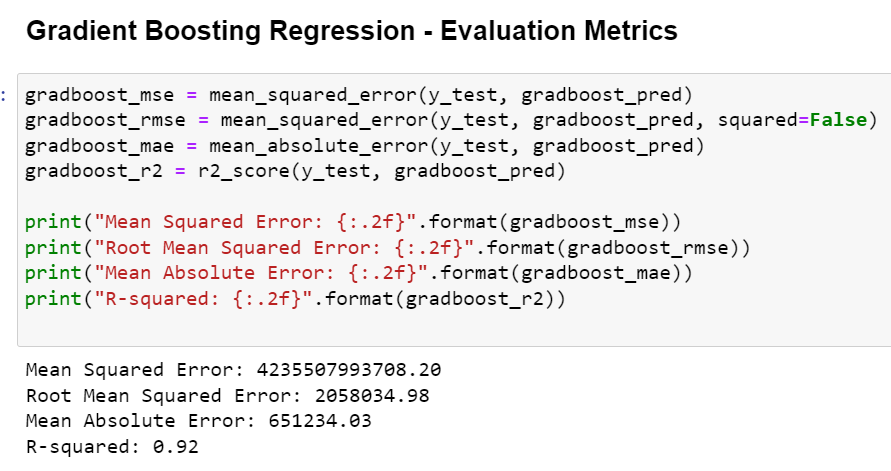 Gradient Boosting Regression - Evaluation Metrics
:
gradboost_mse = mean_squared_error(y_test, gradboost_pred)
gradboost_rmse = mean_squared_error(y_test, gradboost_pred, squared=False)
gradboost_mae = mean_absolute_error(y_test, gradboost_pred)
gradboost_r2 = r2_score(y_test, gradboost_pred)
print("Mean Squared Error: {:.2f}".format(gradboost_mse))
print("Root Mean Squared Error: {:.2f}".format(gradboost_rmse))
print("Mean Absolute Error: {:.2f}".format(gradboost_mae))
print("R-squared: {:.2f}".format(gradboost_r2))
Mean Squared Error: 4235507993708.20
Root Mean Squared Error: 2058034.98
Mean Absolute Error: 651234.03
R-squared: 0.92